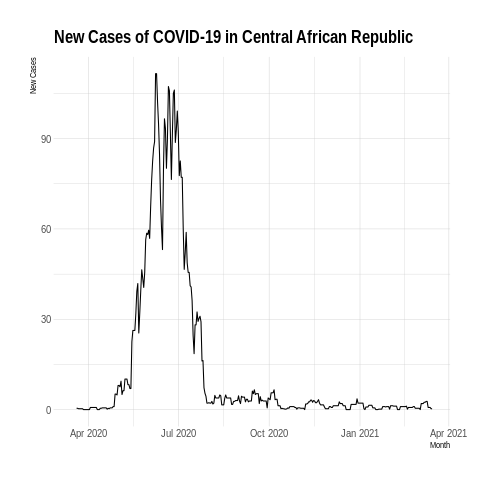 New Cases of COVID-19 in Central African Republic
New Cases
90
60
30
0
Apr 2020 Jul 2020 Oct 2020 Jan 2021 Apr 2021
Month